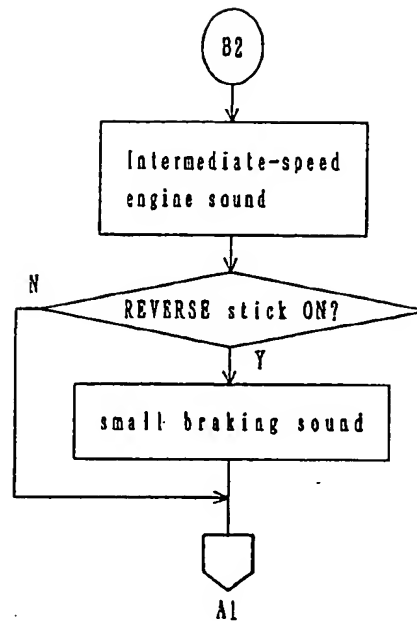 B2
Intermediate-speed
engine sound
REVERSE stick ON?
N
Y
small braking sound
A1